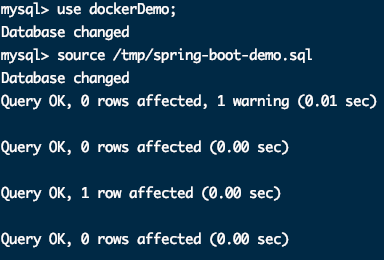 mysql> use dockerDemo;
Database changed
mysql> source /tmp/spring-boot-demo.sql
Database changed
Query OK, 0 rows affected, 1 warning (0.01 sec)
Query OK, 0 rows affected (0.00 sec)
Query OK, 1 row affected (0.00 sec)
Query OK, 0 rows affected (0.00 sec)